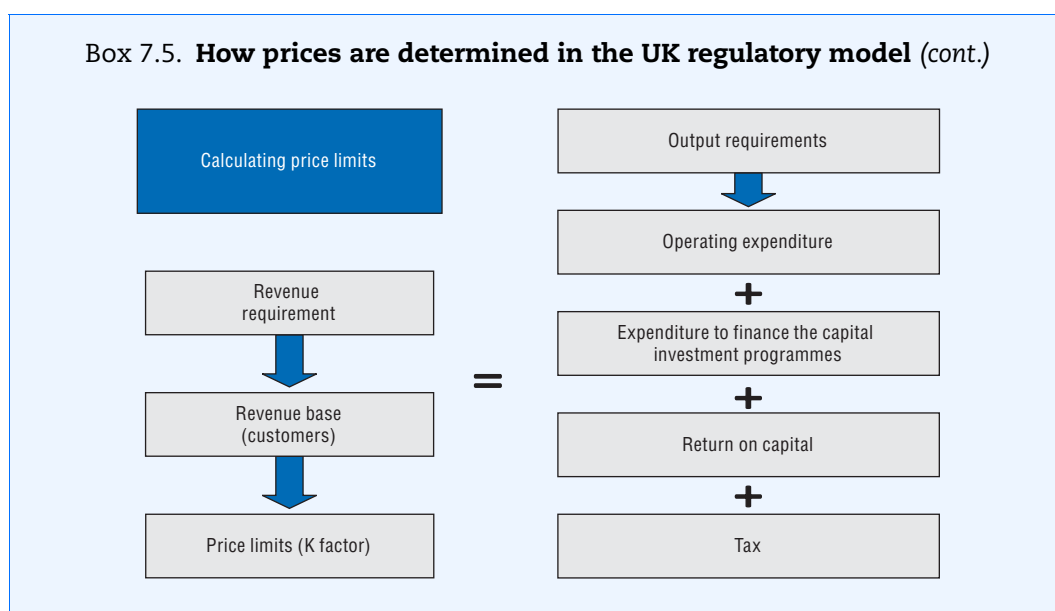 Box 7.5. How prices are determined in the UK regulatory model (cont.)
Calculating price limits
Revenue
requirement
Revenue base
(customers)
Price limits (K factor)
=
Output requirements
Operating expenditure
+
Expenditure to finance the capital
investment programmes
+
Return on capital
+
Tax